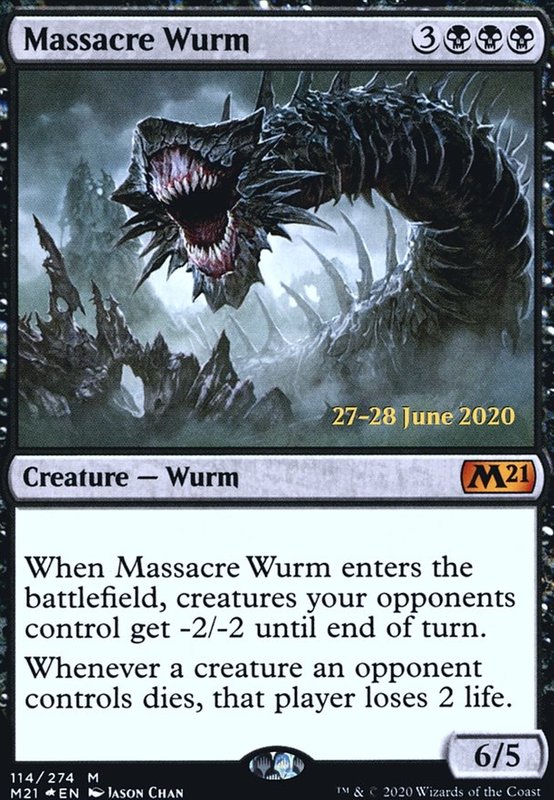 Massacre Wurm 3
27–28 June 2020
Creature — Wurm M21
When Massacre Wurm enters the
battlefield, creatures your opponents
control get -2/-2 until end of turn.
Whenever a creature an opponent
controls dies, that player loses 2 life.
6/5
114/274 M
M21 ★ EN Jason Chan ™ & © 2020 Wizards of the Coast